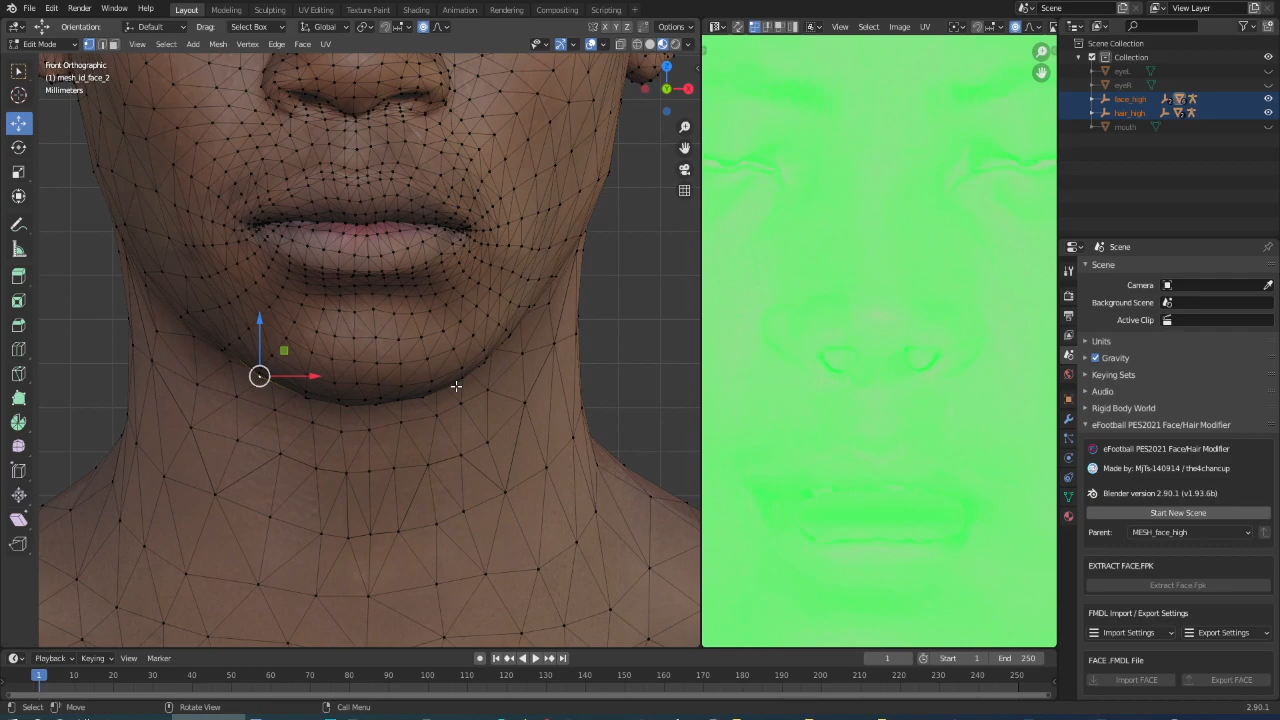 File Edit Render Window Help Layout Modeling Sculpting UV Editing Texture Paint Shading Animation Rendering Compositing Scripting Scene View Layer
Orientation: Default Drag: Select Box Global Options View Select Image UV
Edit Mode View Select Add Mesh Vertex Edge Face UV
Front Orthographic
(1) mesh_id_face_2
Millimeters
X
Y
Z
Scene Collection
Collection
eyeL
eyeR
face_high
hair_high
mouth
Scene
Scene
Camera
Background Scene
Active Clip
Units
Gravity
Keying Sets
Audio
Rigid Body World
eFootball PES2021 Face/Hair Modifier
eFootball PES2021 Face/Hair Modifier
Made by: MjTs-140914 / the4chancup
Blender version 2.90.1 (v1.93.6b)
Start New Scene
Parent: MESH_face_high
EXTRACT FACE.FPK
Extract Face Fpk
FMDL Import / Export Settings
Import Settings Export Settings
FACE .FMDL File
Import FACE Export FACE
Playback Keying View Marker 1 Start 1 End 250
1 10 20 30 40 50 60 70 80 90 100 110 120 130 140 150 160 170 180 190 200 210 220 230 240 250
Select Move Rotate View Call Menu 2.90.1